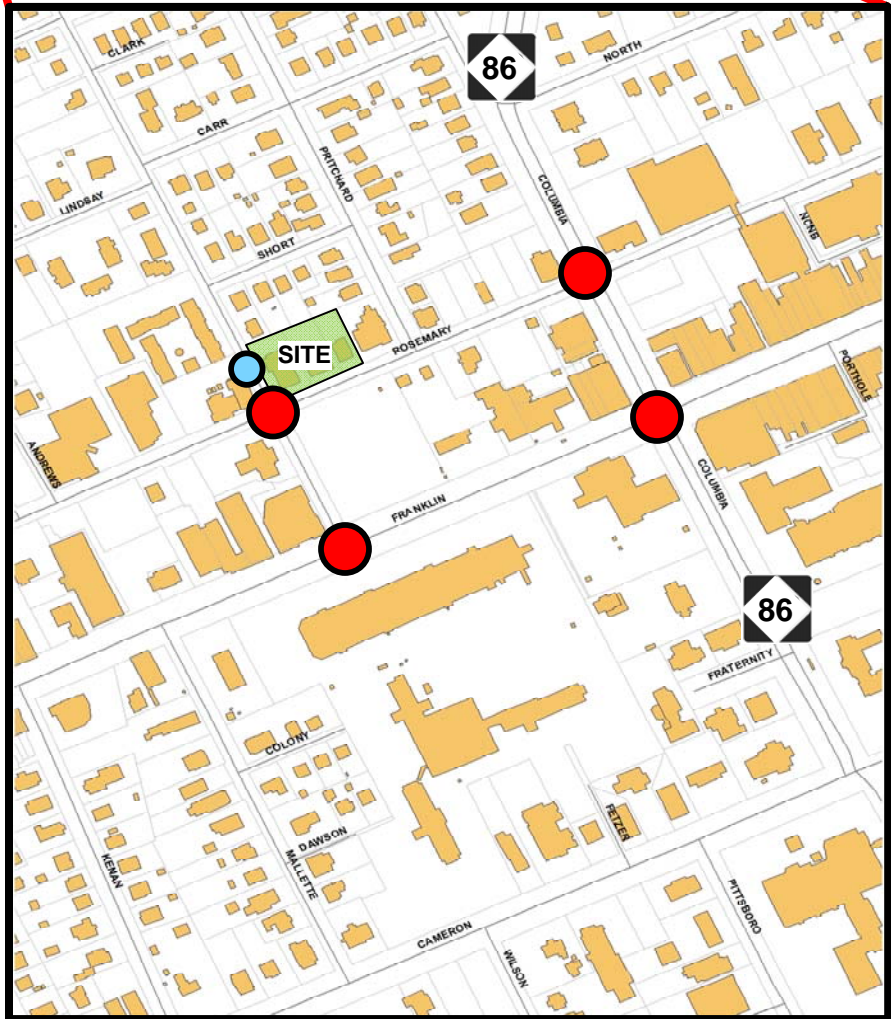 CLARK
86
NORTH
CARR
PRITCHARD
COLUMBIA
LINDSAY
NCNB
SHORT
ROSEMARY
SITE
PORTHOLE
ANDREWS
COLUMBIA
FRANKLIN
86
FRATERNITY
COLONY
FETZER
DAWSON
KENAN
MALLETTE
PITTSBORO
CAMERON
WILSON